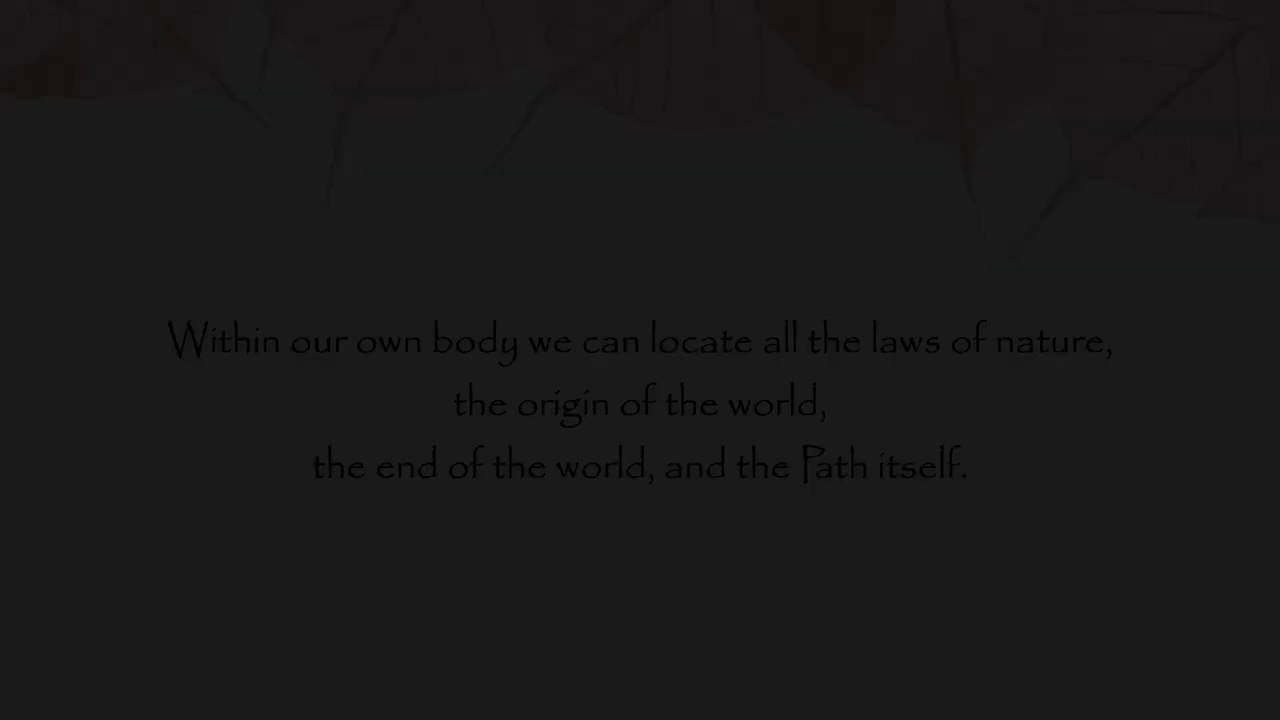 Within our own body we can locate all the laws of nature,
the origin of the world,
the end of the world, and the Path itself.